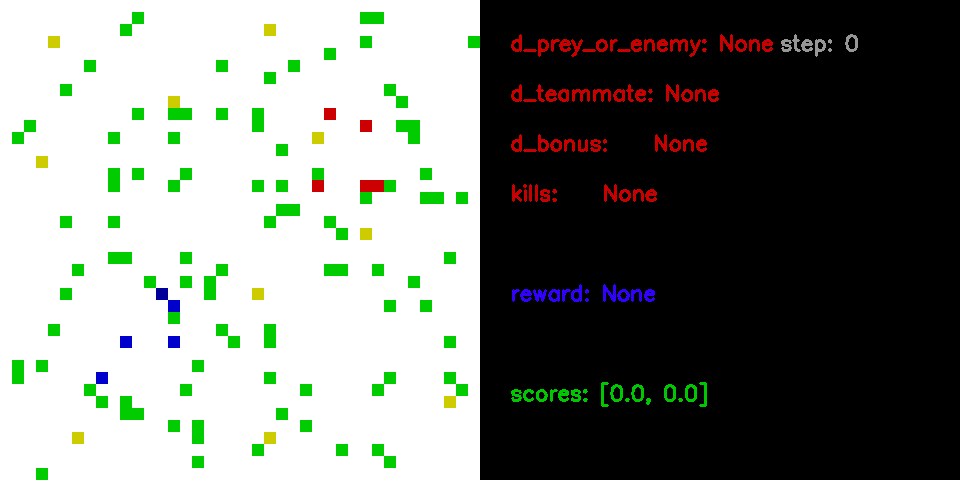 d_prey_or_enemy: None step: 0
d_teammate: None
d_bonus: None
kills: None
reward: None
scores: [0.0, 0.0]